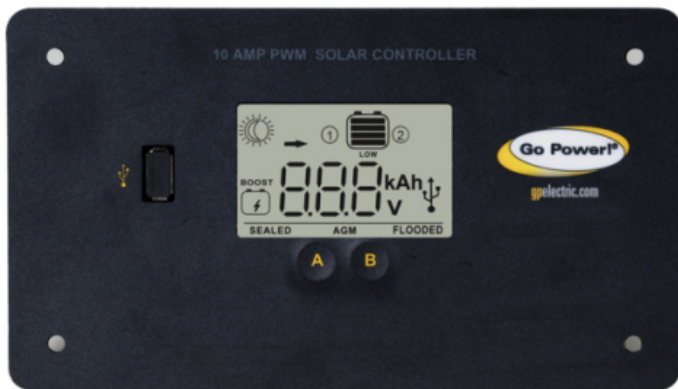 10 AMP PWM SOLAR CONTROLLER
1 2
LOW
BOOST
8.8.8 kAh
V
SEALED AGM FLOODED
A B
Go Power!®
gpelectric.com